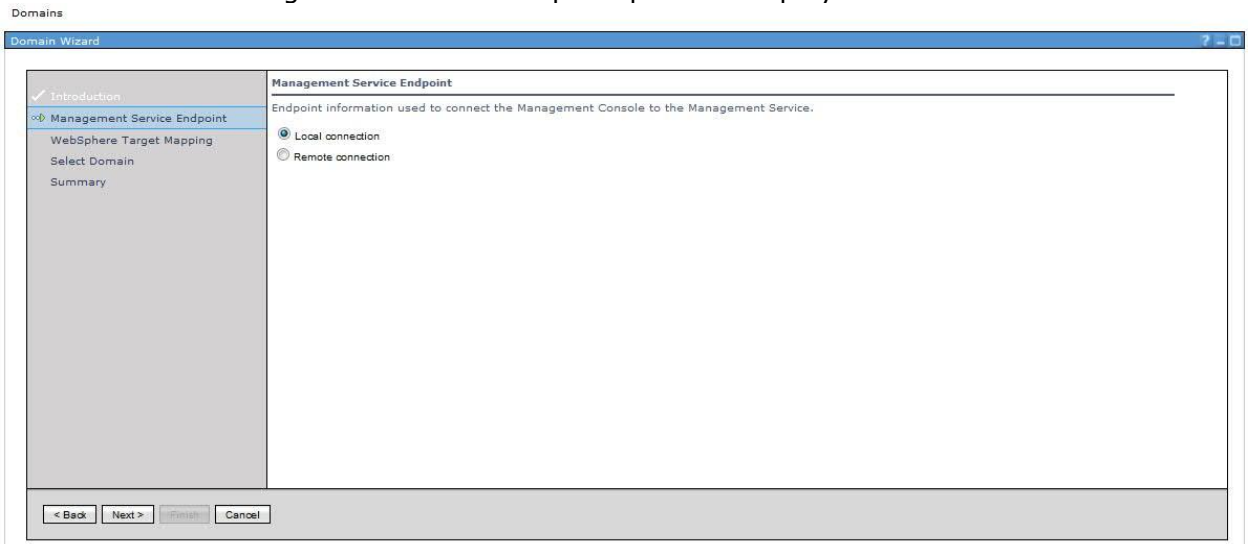 Domains
Domain Wizard
? 
Introduction
Management Service Endpoint
WebSphere Target Mapping
Select Domain
Summary
Management Service Endpoint
Endpoint information used to connect the Management Console to the Management Service.
Local connection
Remote connection
< Back Next > Finish Cancel